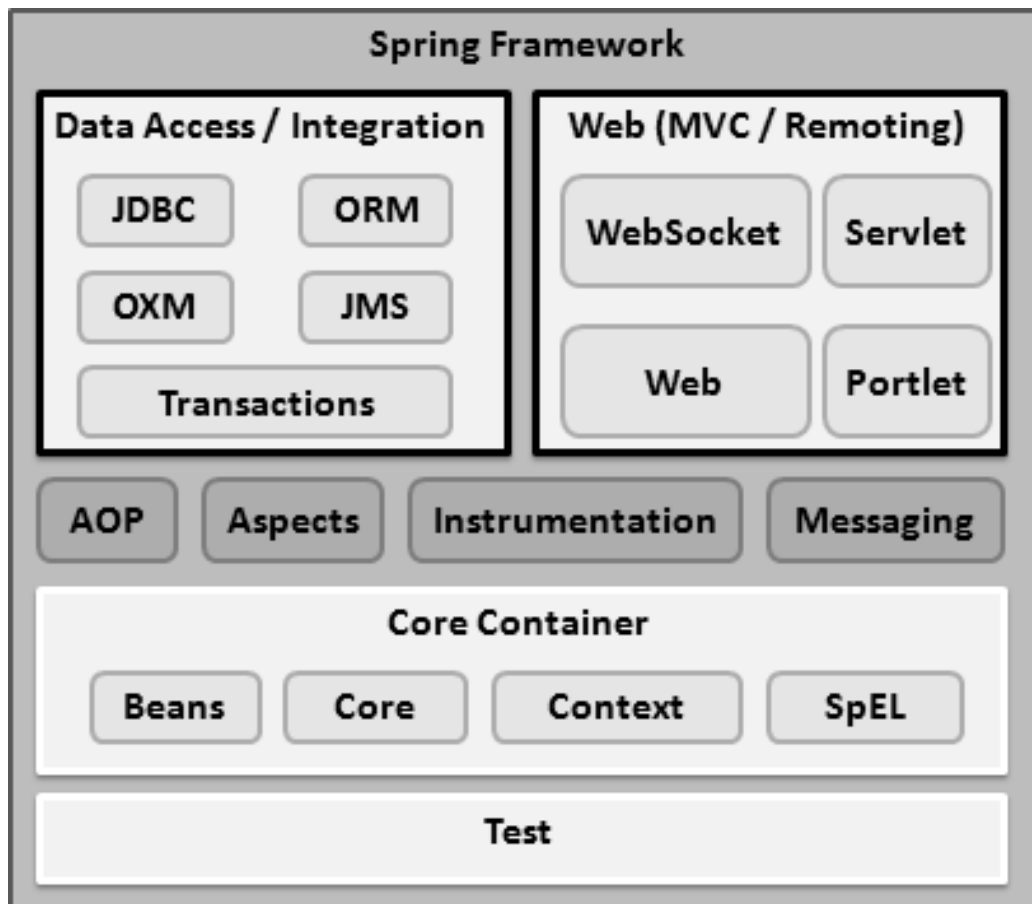 Spring Framework
Data Access / Integration
JDBC
ORM
OXM
JMS
Transactions
Web (MVC / Remoting)
WebSocket
Servlet
Web
Portlet
AOP
Aspects
Instrumentation
Messaging
Core Container
Beans
Core
Context
SpEL
Test